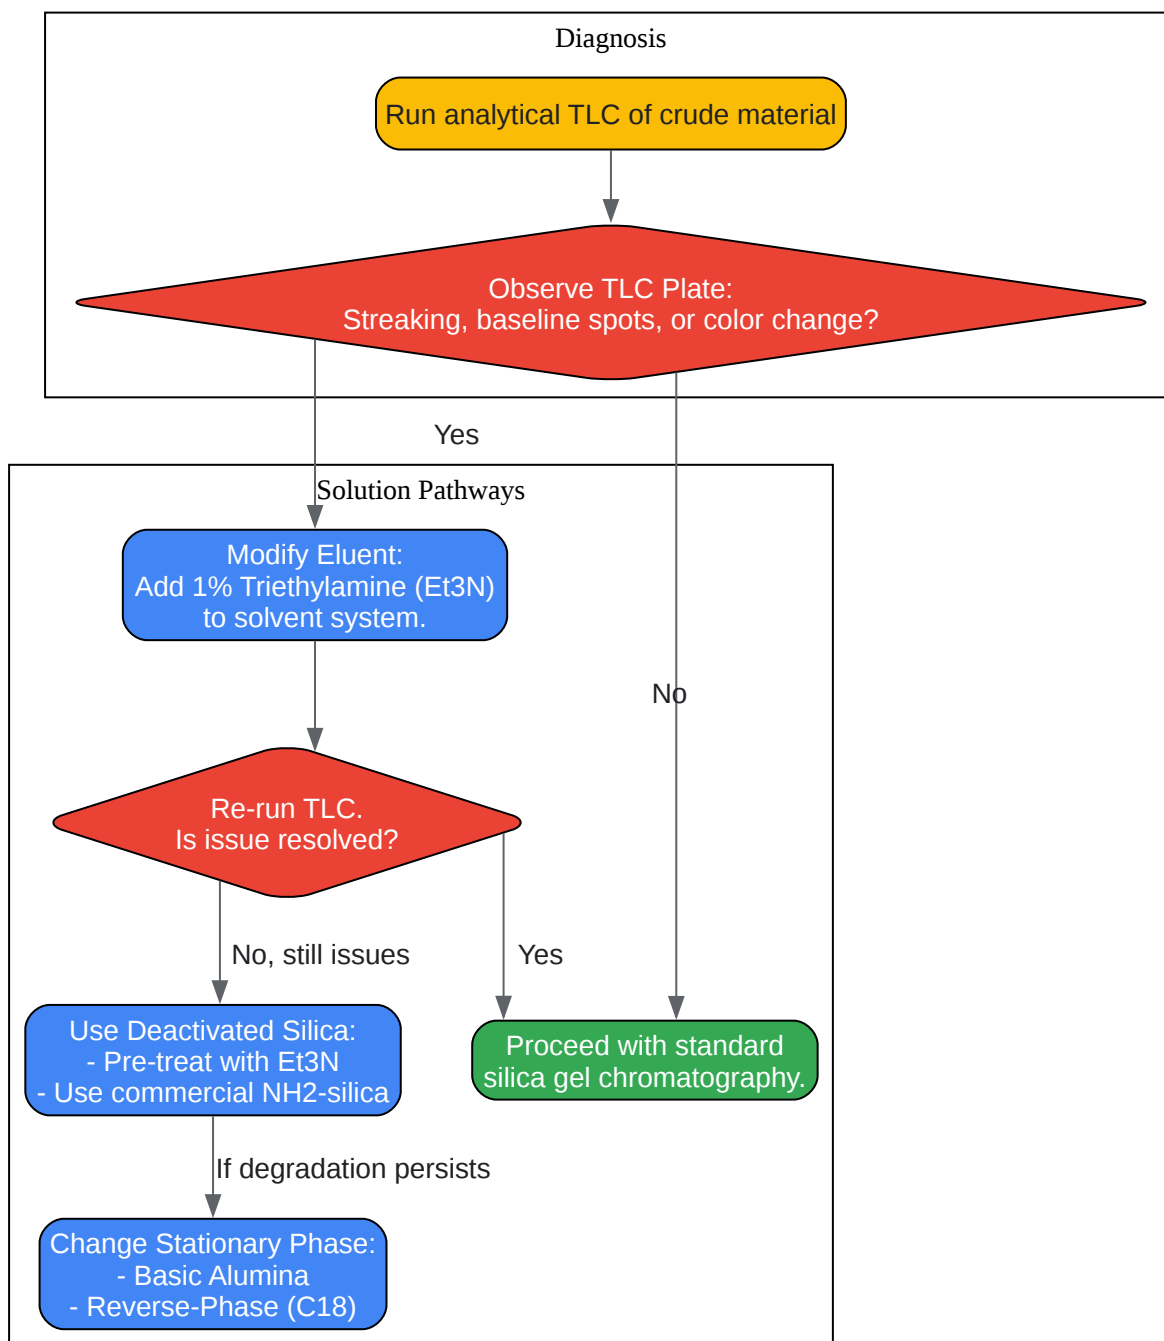 Diagnosis
Run analytical TLC of crude material
Observe TLC Plate:
Streaking, baseline spots, or color change?
Yes
Solution Pathways
Modify Eluent:
Add 1% Triethylamine (Et3N)
to solvent system.
No
Re-run TLC.
Is issue resolved?
No, still issues
Yes
Use Deactivated Silica:
- Pre-treat with Et3N
- Use commercial NH2-silica
Proceed with standard
silica gel chromatography.
If degradation persists
Change Stationary Phase:
- Basic Alumina
- Reverse-Phase (C18)